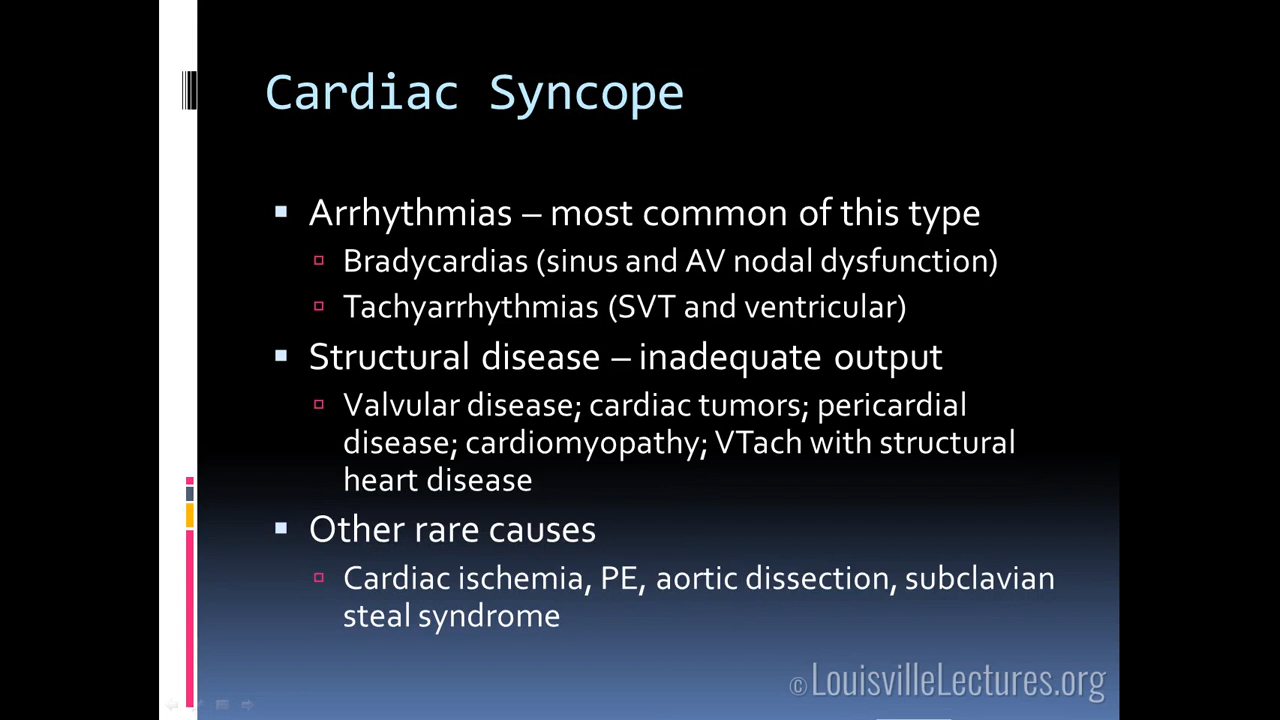 Cardiac Syncope
Arrhythmias – most common of this type
Bradycardias (sinus and AV nodal dysfunction)
Tachyarrhythmias (SVT and ventricular)
Structural disease – inadequate output
Valvular disease; cardiac tumors; pericardial
disease; cardiomyopathy; VTach with structural
heart disease
Other rare causes
Cardiac ischemia, PE, aortic dissection, subclavian
steal syndrome
© LouisvilleLectures.org